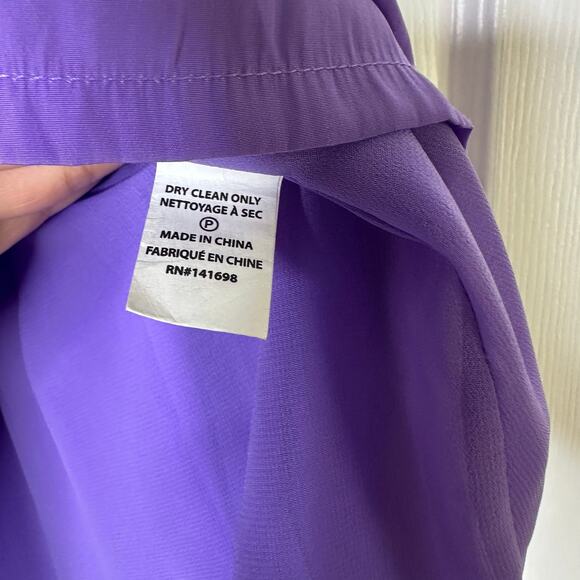 DRY CLEAN ONLY
NETTOYAGE À SEC
Ⓟ
MADE IN CHINA
FABRIQUÉ EN CHINE
RN#141698